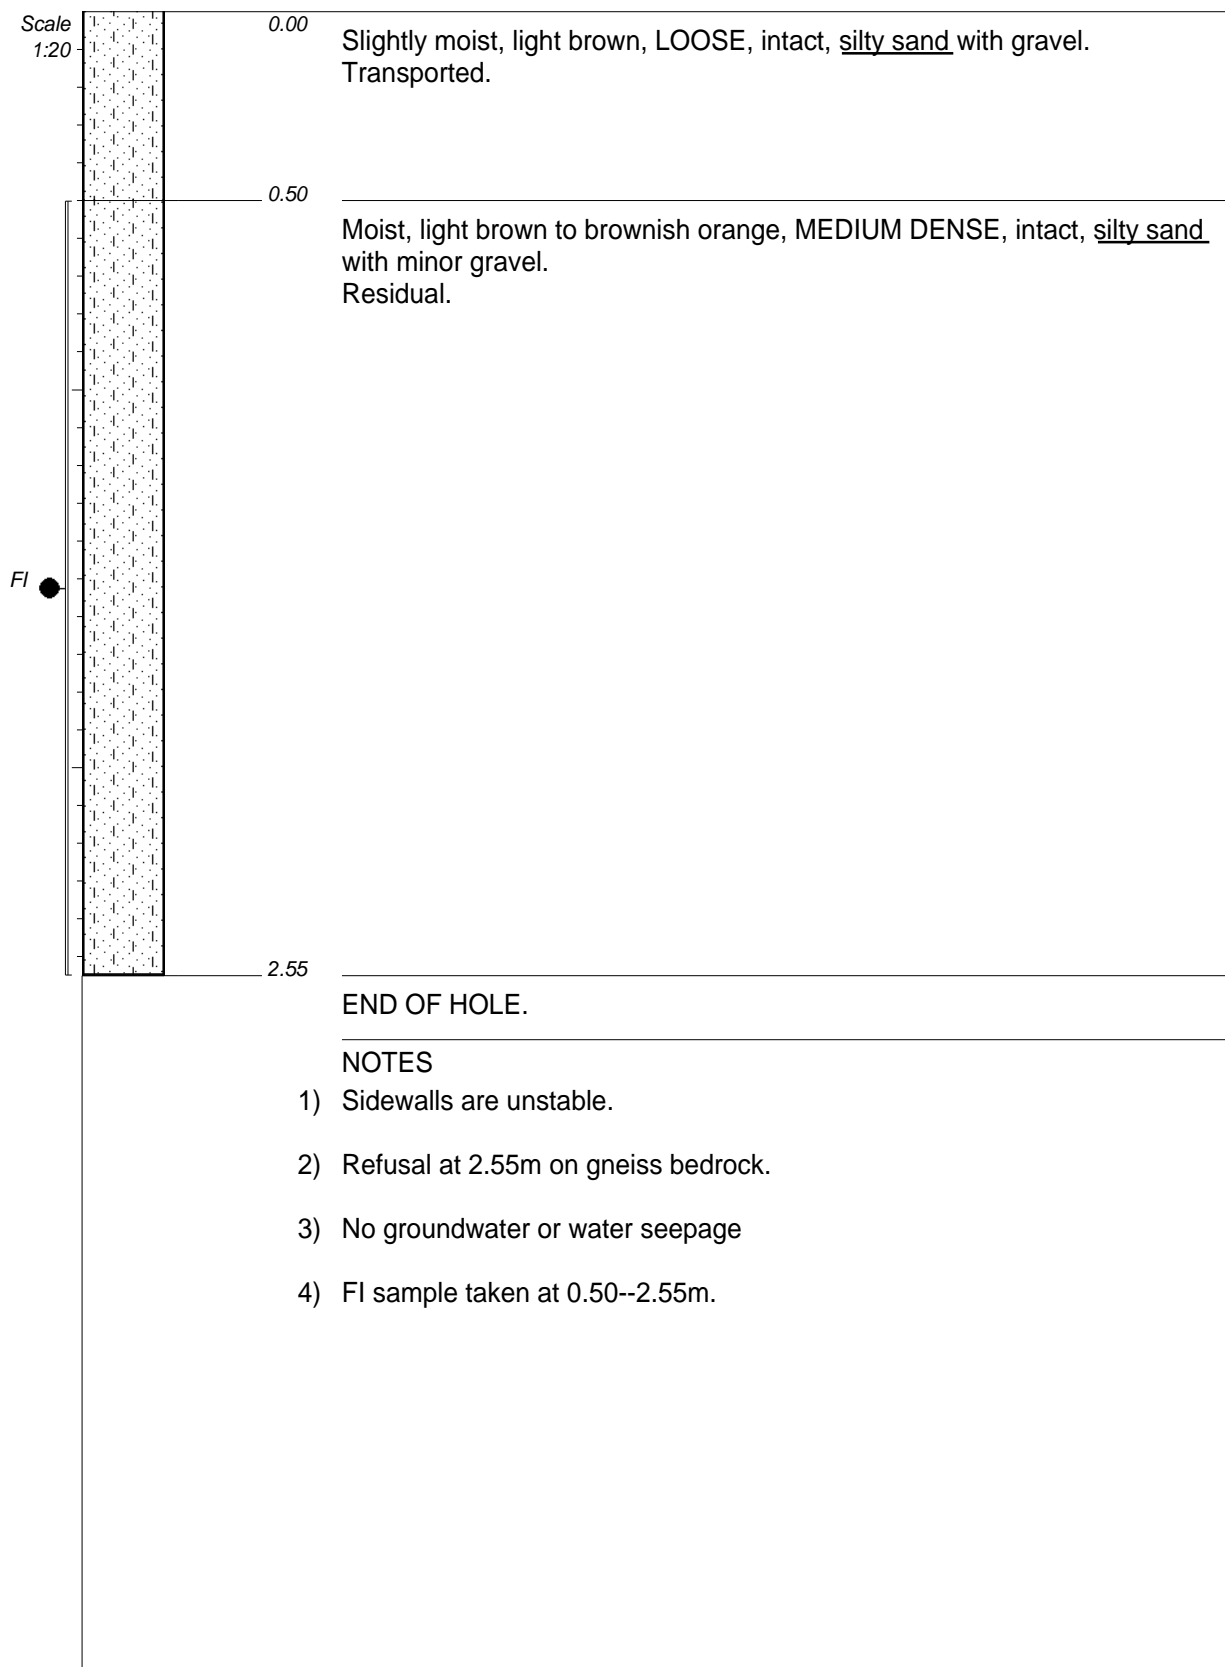 Scale
1:20
0.00
Slightly moist, light brown, LOOSE, intact, silty sand with gravel.
Transported.
0.50
Moist, light brown to brownish orange, MEDIUM DENSE, intact, silty sand
with minor gravel.
Residual.
FI
2.55
END OF HOLE.
NOTES
1) Sidewalls are unstable.
2) Refusal at 2.55m on gneiss bedrock.
3) No groundwater or water seepage
4) FI sample taken at 0.50--2.55m.